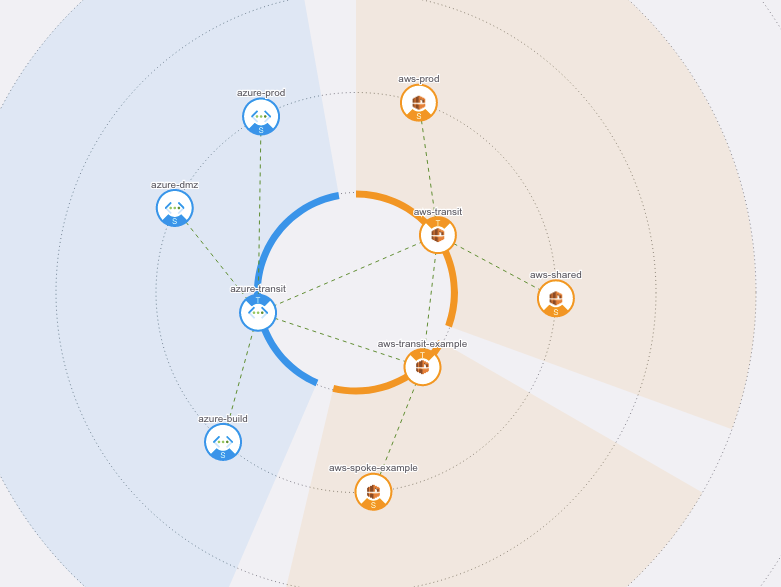 aws-prod
S
azure-prod
S
azure-dmz
S
aws-transit
T
aws-shared
S
azure-transit
T
aws-transit-example
T
azure-build
S
aws-spoke-example
S